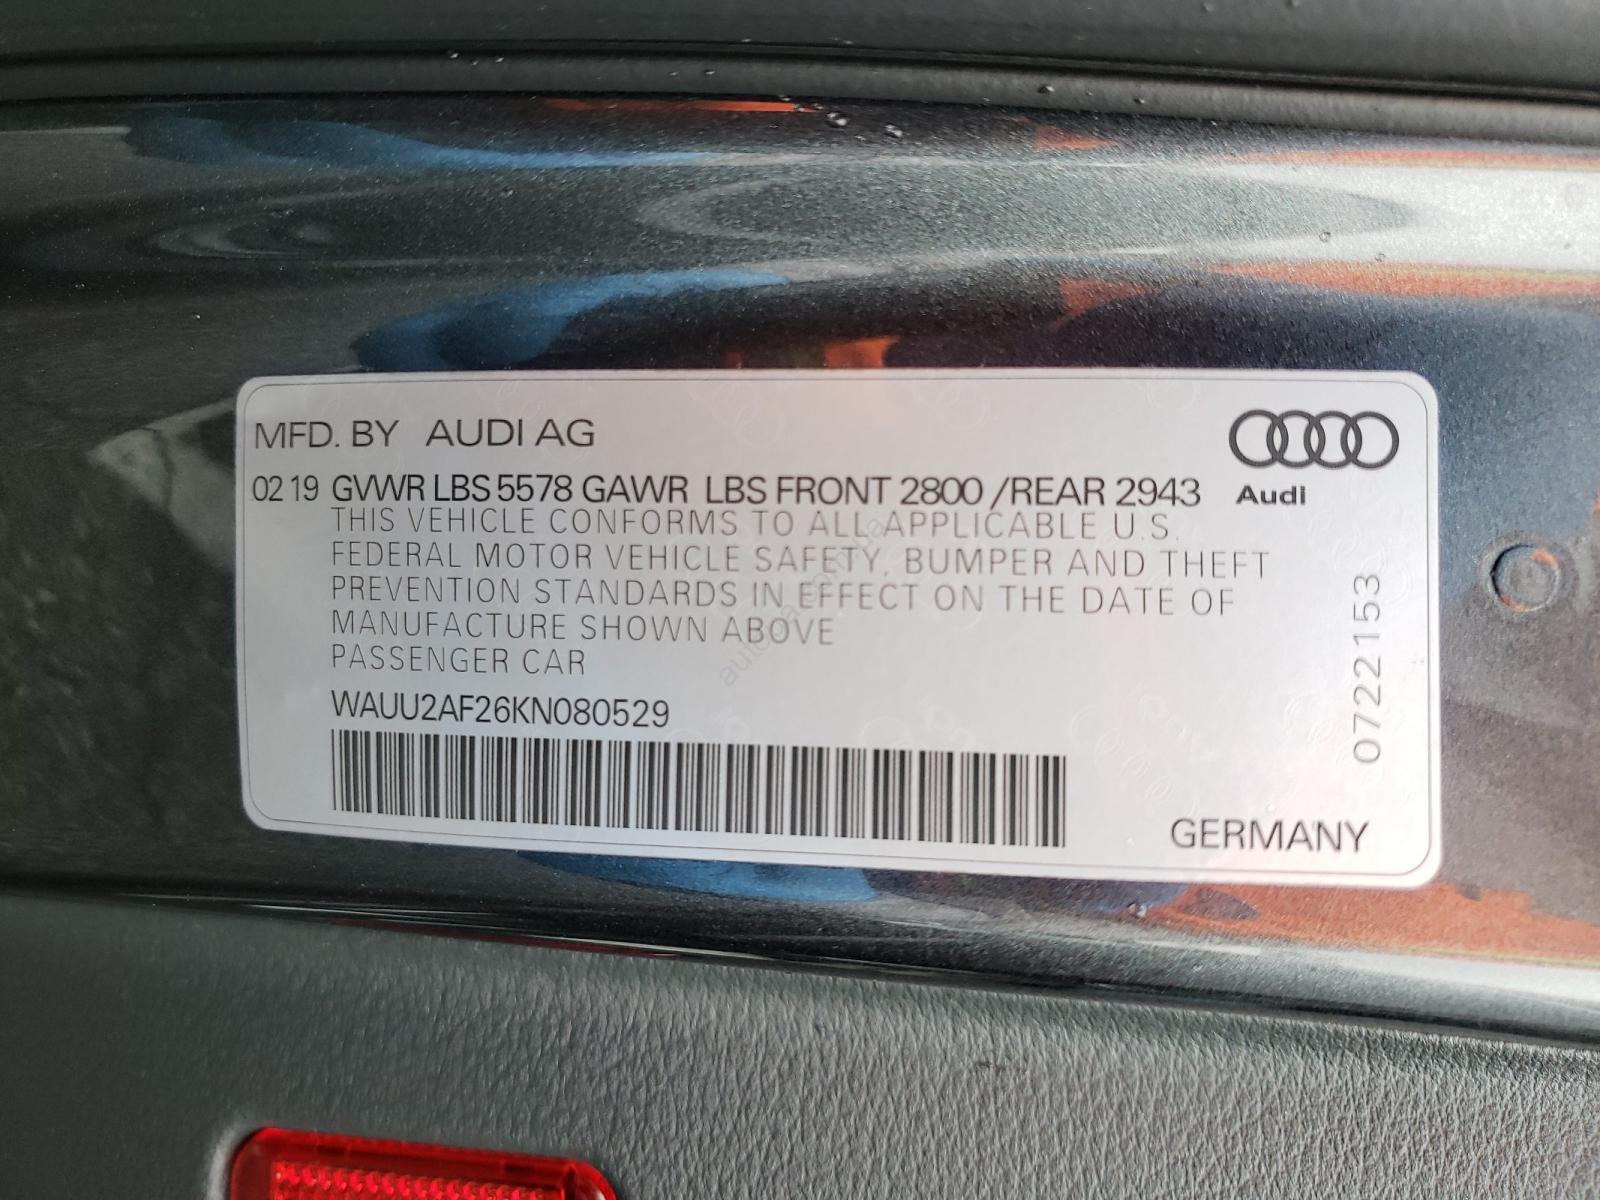 MFD. BY AUDI AG
02 19 GVWR LBS 5578 GAWR LBS FRONT 2800 /REAR 2943
Audi
THIS VEHICLE CONFORMS TO ALL APPLICABLE U.S.
FEDERAL MOTOR VEHICLE SAFETY, BUMPER AND THEFT
PREVENTION STANDARDS IN EFFECT ON THE DATE OF
MANUFACTURE SHOWN ABOVE
PASSENGER CAR
WAUU2AF26KN080529
07221​53
GERMANY